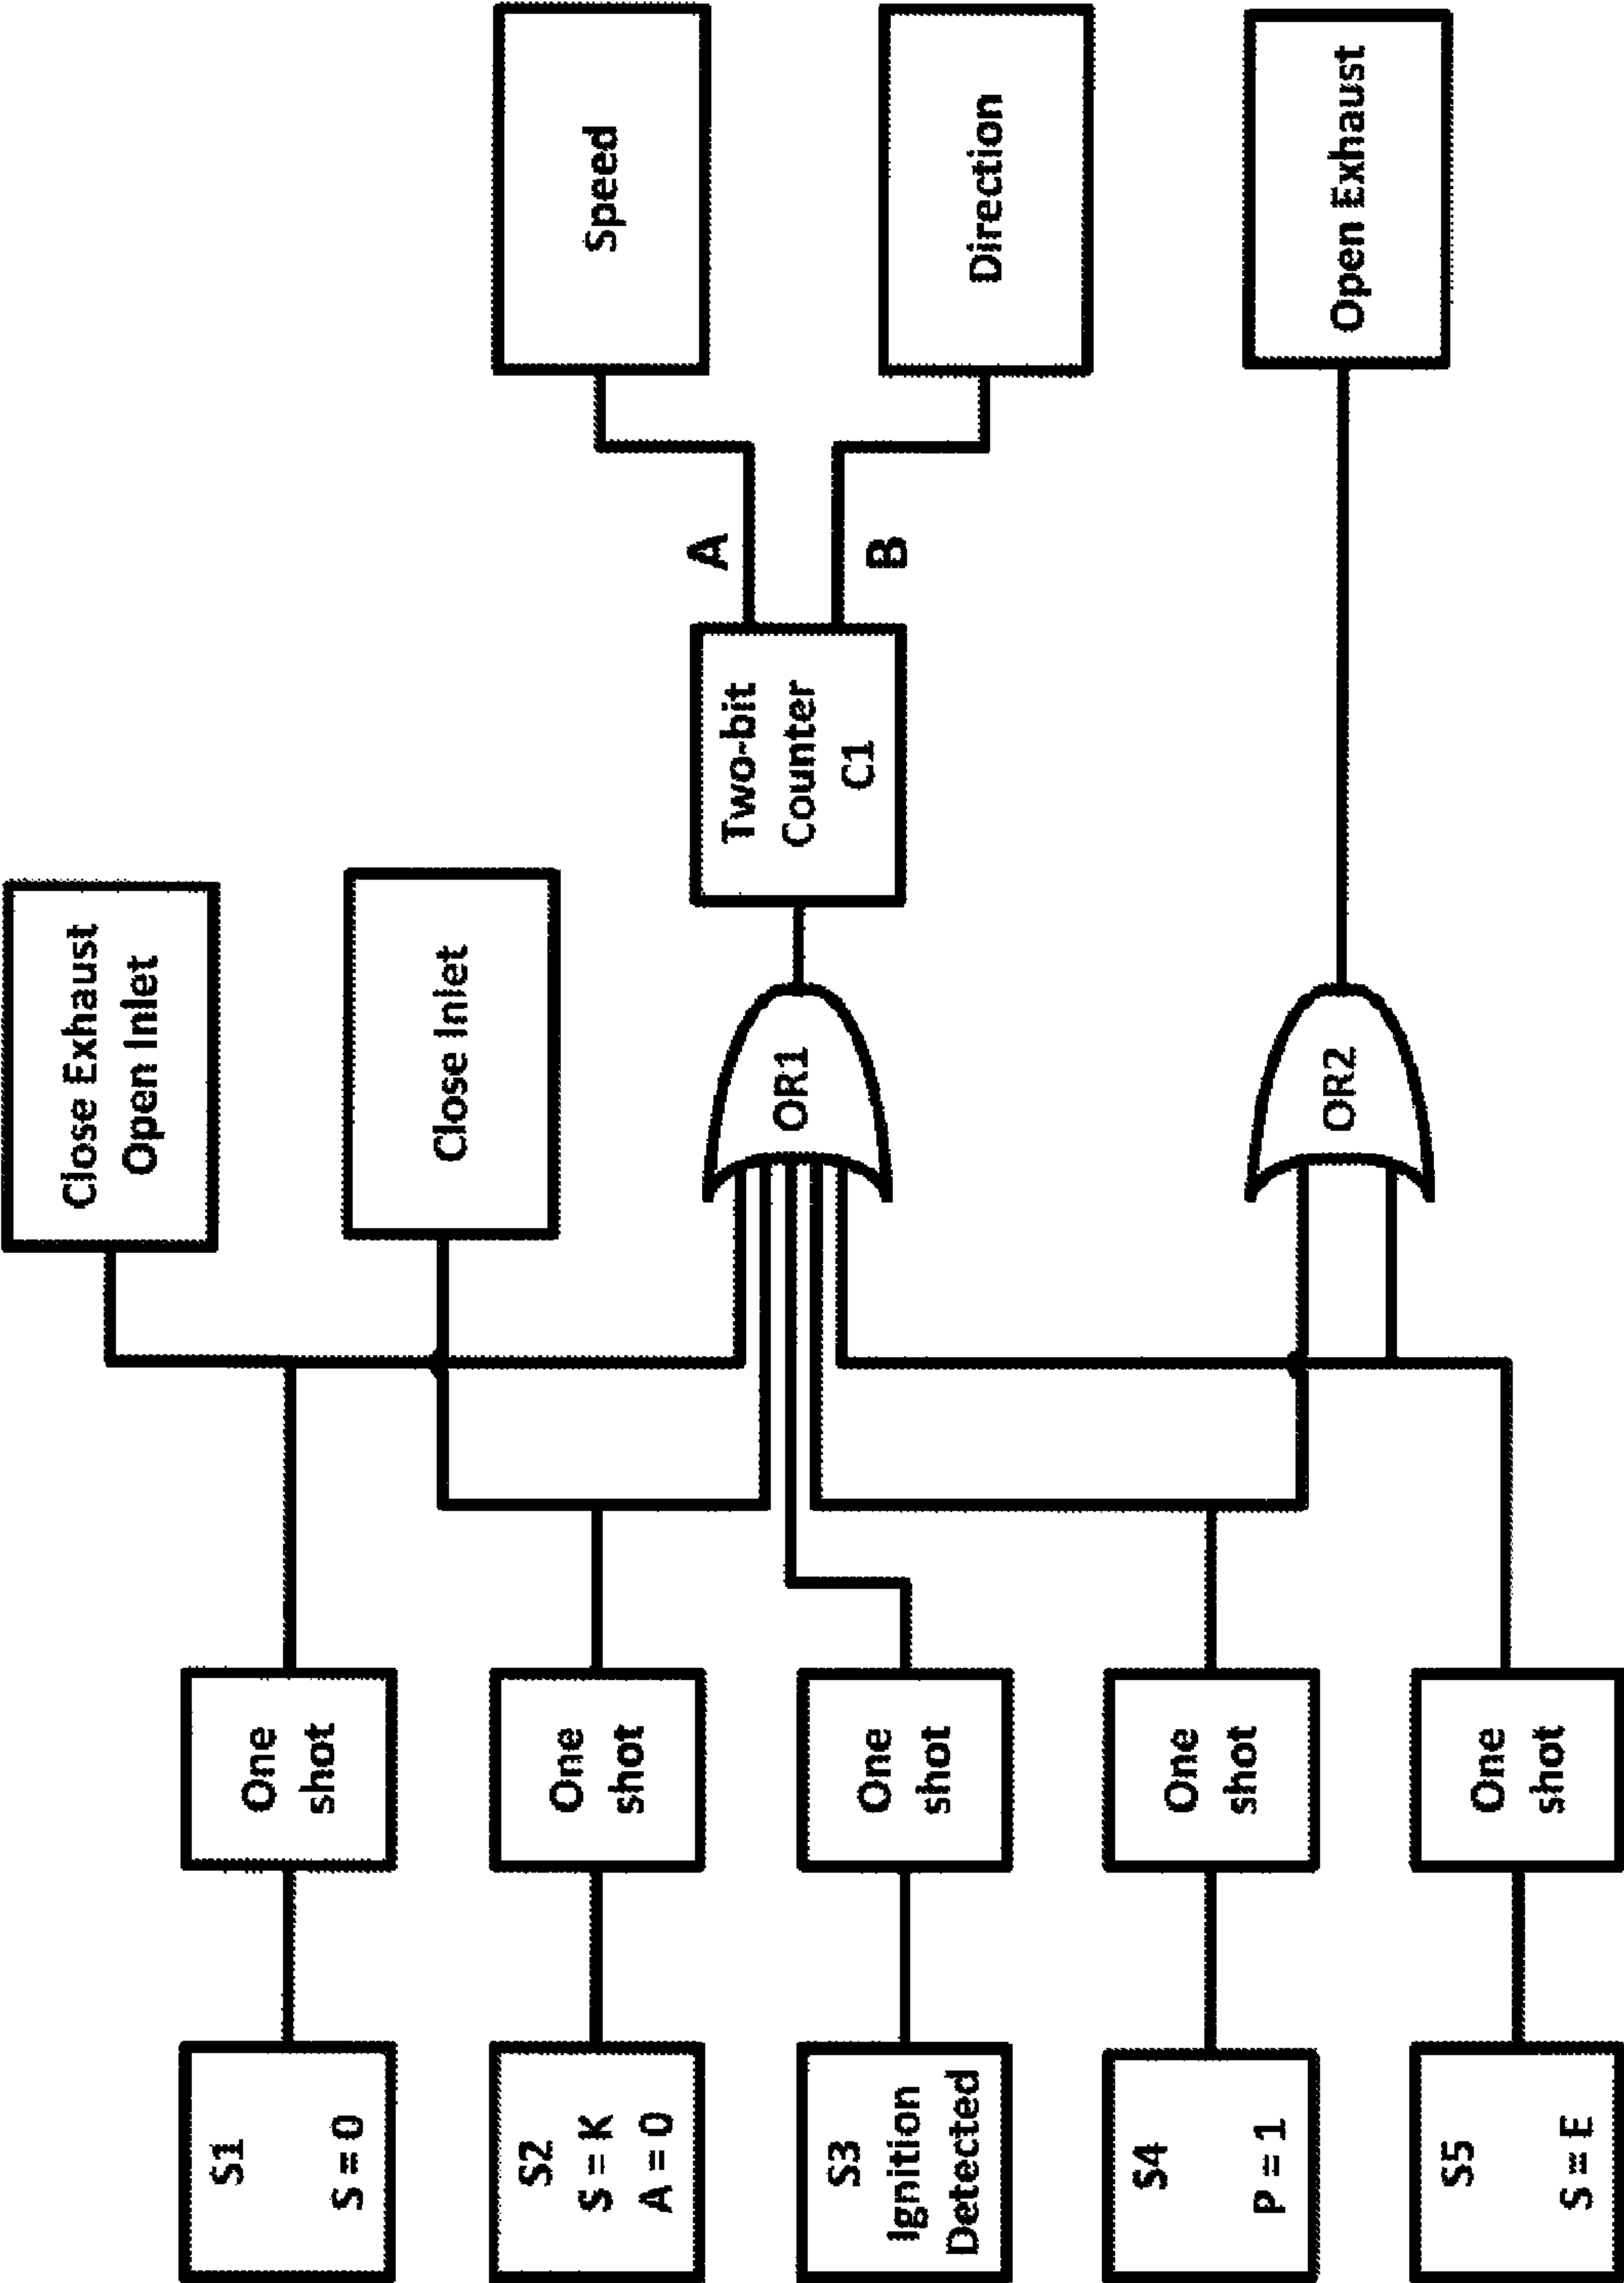 S1
S = 0
S2
S = K
A = 0
S3
Ignition
Detected
S4
P = 1
S5
S = E
One
shot
One
shot
One
shot
One
shot
One
shot
Close Exhaust
Open Inlet
Close Inlet
OR1
OR2
Two-bit
Counter
C1
A
B
Speed
Direction
Open Exhaust